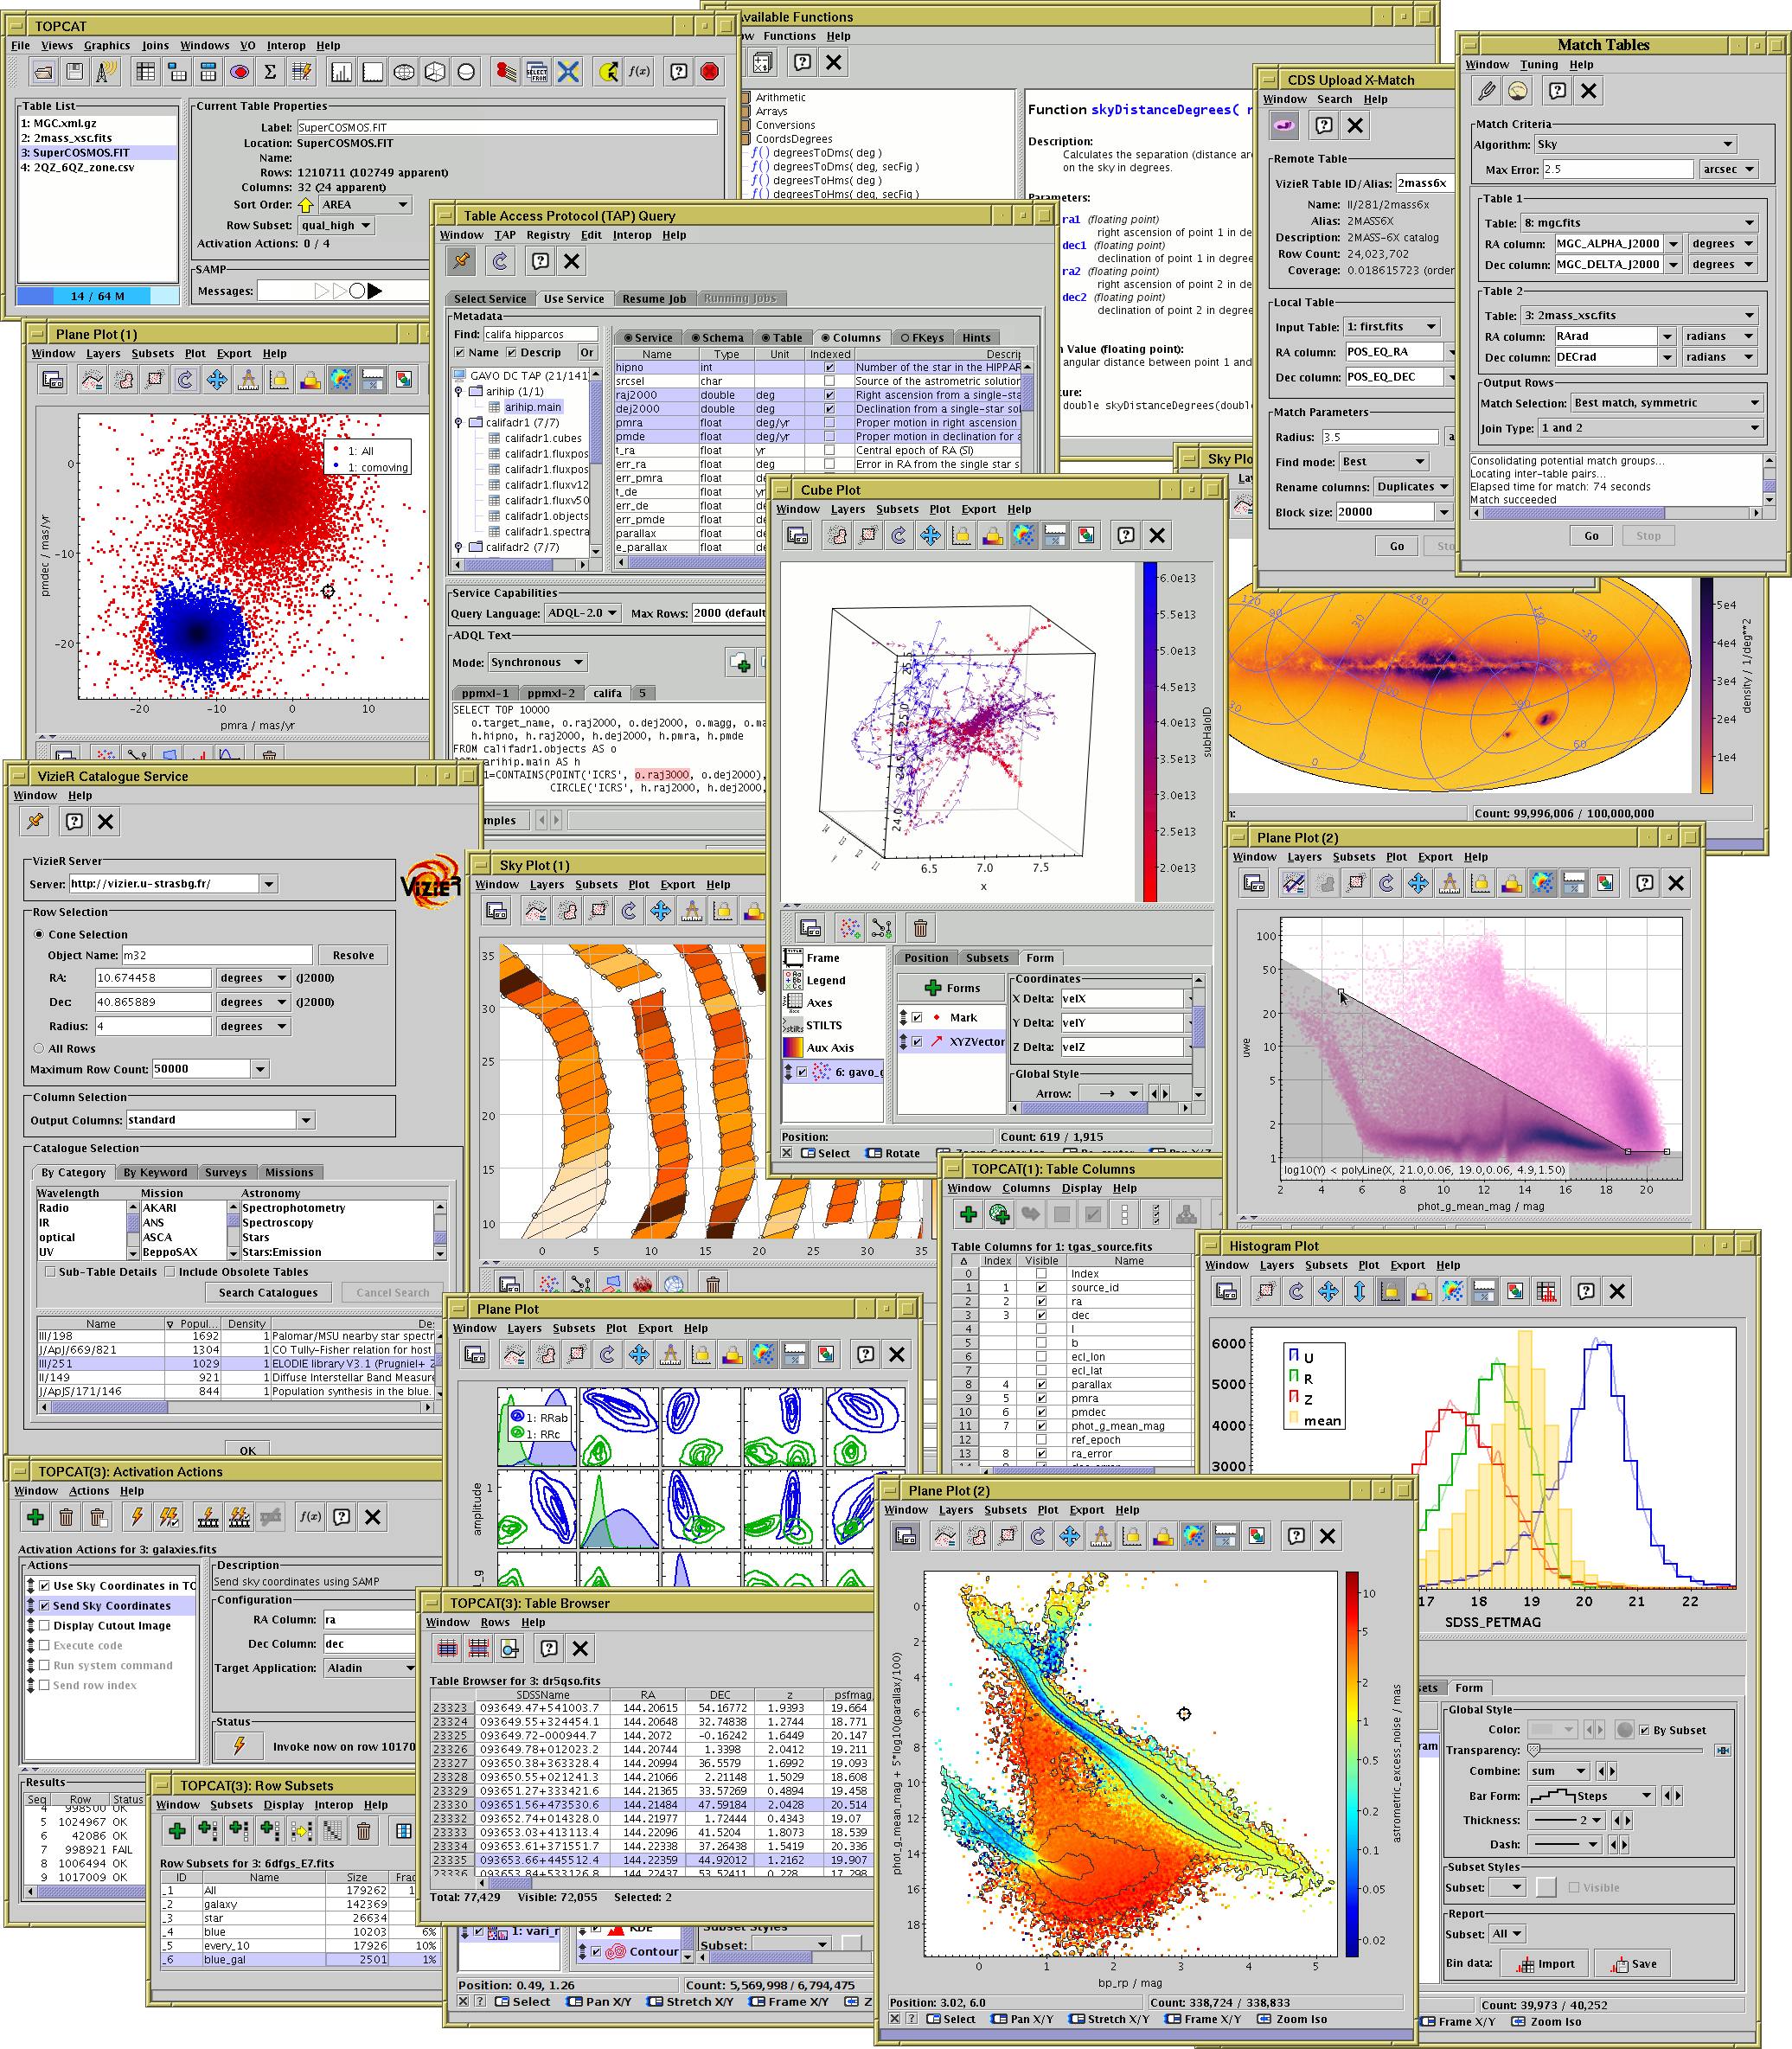 TOPCAT
File Views Graphics Joins Windows VO Interop Help
Table List
1: MGC.xml.gz
2: 2mass_xsc.fits
3: SuperCOSMOS.FIT
4: 2QZ_6QZ_zone.csv
14 / 64 M
Current Table Properties
Label: SuperCOSMOS.FIT
Location: SuperCOSMOS.FIT
Name:
Rows: 1210711 (102749 apparent)
Columns: 32 (24 apparent)
Sort Order: AREA
Row Subset: qual_high
Activation Actions: 0 / 4
SAMP
Messages:
Available Functions
Functions Help
Arithmetic
Arrays
Conversions
CoordsDegrees
f() degreesToDms( deg )
f() degreesToDms( deg, secFig )
f() degreesToHms( deg )
f() degreesToHms( deg, secFig )
Function skyDistanceDegrees(
Description:
Calculates the separation (distance
on the sky in degrees.
Parameters:
ra1 (floating point)
right ascension of point 1 in
dec1 (floating point)
declination of point 1 in
ra2 (floating point)
right ascension of point 2 in
dec2 (floating point)
declination of point 2 in
Value (floating point):
angular distance between point 1 and
double skyDistanceDegrees(
CDS Upload X-Match
Window Search Help
Remote Table
VizieR Table ID/Alias: 2mass6x
Name: II/281/2mass6x
Alias: 2MASS6X
Description: 2MASS-6X catalog
Row Count: 24,023,702
Coverage: 0.018615723
Local Table
Input Table: 1: first.fits
RA column: POS_EQ_RA
Dec column: POS_EQ_DEC
Match Parameters
Radius: 3.5
Find mode: Best
Rename columns: Duplicates
Block size: 20000
Go
Match Tables
Window Tuning Help
Match Criteria
Algorithm: Sky
Max Error: 2.5 arcsec
Table 1
Table: 8: mgc.fits
RA column: MGC_ALPHA_J2000 degrees
Dec column: MGC_DELTA_J2000 degrees
Table 2
Table: 3: 2mass_xsc.fits
RA column: RArad radians
Dec column: DECrad radians
Output Rows
Match Selection: Best match, symmetric
Join Type: 1 and 2
Consolidating potential match groups...
Locating inter-table pairs...
Elapsed time for match: 74 seconds
Match succeeded
Go Stop
Plane Plot (1)
Window Layers Subsets Plot Export Help
1: All
1: comoving
0
-10
-20
pmdec / mas/yr
-20 -10 0 10
pmra / mas/yr
Table Access Protocol (TAP) Query
Window TAP Registry Edit Interop Help
Select Service Use Service Resume Job Running Jobs
Metadata
Find: califa hipparcos
Name Descrip Or
GAVO DC TAP
arihip (1/1)
arihip.main
califadr1 (7/7)
califadr1.cubes
califadr1.fluxpos
califadr1.fluxpos
califadr1.fluxv12
califadr1.fluxv50
califadr1.objects
califadr1.spectra
califadr2 (7/7)
Service Schema Table Columns FKeys Hints
Name Type Unit Indexed
hipno int Number of the star in the
srcsel char Source of the astrometric solution
raj2000 double deg Right ascension from a
dej2000 double deg Declination from a
pmra float deg/yr Proper motion in right ascension
pmde float deg/yr Proper motion in declination for
t_ra float yr Central epoch of RA (SI)
err_ra float deg Error in RA from the single star
err_pmra float
t_de float
err_de float
err_pmde float
parallax float
e_parallax float
Service Capabilities
Query Language: ADQL-2.0 Max Rows: 2000
ADQL Text
Mode: Synchronous
ppmxl-1 ppmxl-2 califa 5
SELECT TOP 10000
o.target_name, o.raj2000, o.dej2000, o.magg,
h.hipno, h.raj2000, h.dej2000, h.pmra, h.pmde
FROM califadr1.objects AS o
arihip.main AS h
1=CONTAINS(POINT('ICRS', o.raj3000, o.dej2000),
CIRCLE('ICRS', h.raj2000, h.dej2000,
Cube Plot
Window Layers Subsets Plot Export Help
6.0e13
5.5e13
5.0e13
4.5e13
4.0e13
3.5e13
3.0e13
2.5e13
2.0e13
subHaloID
6.5 7.0 7.5
x
Frame
Legend
Axes
STILTS
Aux Axis
Position Subsets Form
Forms
Mark
XYZVector
Coordinates
X Delta: velX
Y Delta: velY
Z Delta: velZ
Global Style
Arrow:
Position: Count: 619 / 1,915
Select Rotate
5e4
4e4
2e4
1e4
density / 1/deg**2
Count: 99,996,006 / 100,000,000
VizieR Catalogue Service
Window Help
VizieR
VizieR Server
Server: http://vizier.u-strasbg.fr/
Row Selection
Cone Selection
Object Name: m32 Resolve
RA: 10.674458 degrees (J2000)
Dec: 40.865889 degrees (J2000)
Radius: 4 degrees
All Rows
Maximum Row Count: 50000
Column Selection
Output Columns: standard
Catalogue Selection
By Category By Keyword Surveys Missions
Wavelength Mission Astronomy
Radio AKARI Spectrophotometry
IR ANS Spectroscopy
optical ASCA Stars
UV BeppoSAX Stars:Emission
Sub-Table Details Include Obsolete Tables
Search Catalogues Cancel Search
Name Popul... Density
III/198 1692 1 Palomar/MSU nearby star
J/ApJ/669/821 1304 1 CO Tully-Fisher relation for host
III/251 1029 1 ELODIE library V3.1 (Prugniel+
III/149 921 1 Diffuse Interstellar Band
J/ApJS/171/146 844 1 Population synthesis in the blue.
OK
Sky Plot (1)
Window Layers Subsets Plot Export Help
35
30
25
20
15
10
0 5 10 15 20 25 30 35
Plane Plot (2)
Window Layers Subsets Plot Export Help
100
50
20
10
5
2
1
uwe
log10(Y) < polyLine(X, 21.0,0.06, 19.0,0.06, 4.9,1.50)
2 4 6 8 10 12 14 16 18 20
phot_g_mean_mag / mag
TOPCAT(1): Table Columns
Window Columns Display Help
Table Columns for 1: tgas_source.fits
Index Visible Name
0 Index
1 1 source_id
2 2 ra
3 3 dec
4 l
5 b
6 ecl_lon
7 ecl_lat
8 4 parallax
9 5 pmra
10 6 pmdec
11 7 phot_g_mean_mag
12 ref_epoch
13 8 ra_error
Histogram Plot
Window Layers Subsets Plot Export Help
6000
5000
4000
3000
U
R
Z
mean
17 18 19 20 21 22
SDSS_PETMAG
Form
Global Style
Color: By Subset
Transparency:
Combine: sum
Bar Form: Steps
Thickness: 2
Dash:
Subset Styles
Subset: Visible
Report
Subset: All
Bin data: Import Save
Count: 39,973 / 40,252
Frame X/Y Zoom Iso
Plane Plot
Window Layers Subsets Plot Export Help
1: RRab
1: RRc
amplitude
1
KDE
Contour
Subset:
Position: 0.49, 1.26 Count: 5,569,998 / 6,794,475
Select Pan X/Y Stretch X/Y Frame X/Y
TOPCAT(3): Activation Actions
Window Actions Help
Activation Actions for 3: galaxies.fits
Actions
Use Sky Coordinates in
Send Sky Coordinates
Display Cutout Image
Execute code
Run system command
Send row index
Description
Send sky coordinates using SAMP
Configuration
RA Column: ra
Dec Column: dec
Target Application: Aladin
Status
Invoke now on row 10170
Results
Seq Row Status
4 998500 OK
5 1024967 OK
6 42086 OK
7 998921 FAIL
8 1006494 OK
9 1017009 OK
TOPCAT(3): Row Subsets
Window Subsets Display Interop Help
Row Subsets for 3: 6dfgs_E7.fits
ID Name Size
_1 All 179262
_2 galaxy 142369
_3 star 26634
_4 blue 10203 6%
_5 every_10 17926 10%
_6 blue_gal 2501 1%
TOPCAT(3): Table Browser
Window Rows Help
Table Browser for 3: dr5qso.fits
SDSSName RA DEC z psfmag
23323 093649.47+541003.7 144.20615 54.16772 1.9393 19.664
23324 093649.55+324454.1 144.20648 32.74838 1.2744 18.771
23325 093649.72-000944.7 144.2072 -0.16242 1.6449 20.147
23326 093649.78+012023.2 144.20744 1.3398 2.0412 19.211
23327 093650.38+363328.4 144.20994 36.5579 1.6992 19.093
23328 093650.55+021241.3 144.21066 2.21148 1.5029 18.608
23329 093651.27+333421.6 144.21365 33.57269 0.4894 19.458
23330 093651.56+473530.6 144.21484 47.59184 2.0428 20.514
23331 093652.74+014328.0 144.21977 1.72444 0.4343 19.07
23333 093653.03+413113.4 144.22096 41.5204 1.8073 18.539
23334 093653.61+371551.7 144.22338 37.26438 1.5419 20.336
23335 093653.66+445512.4 144.22359 44.92012 1.2162 19.907
23336 093653.84+533126.8 144.22437 53.52411 0.228 17.298
Total: 77,429 Visible: 72,055 Selected: 2
Plane Plot (2)
Window Layers Subsets Plot Export Help
0
2
4
6
8
10
12
14
16
18
phot_g_mean_mag + 5*log10(parallax/100)
0 1 2 3 4 5
bp_rp / mag
10
5
2
1
0.5
0.2
0.1
0.05
0.02
astrometric_excess_noise / mas
Position: 3.02, 6.0 Count: 338,724 / 338,833
Select Pan X/Y Stretch X/Y Frame X/Y Zoom Iso